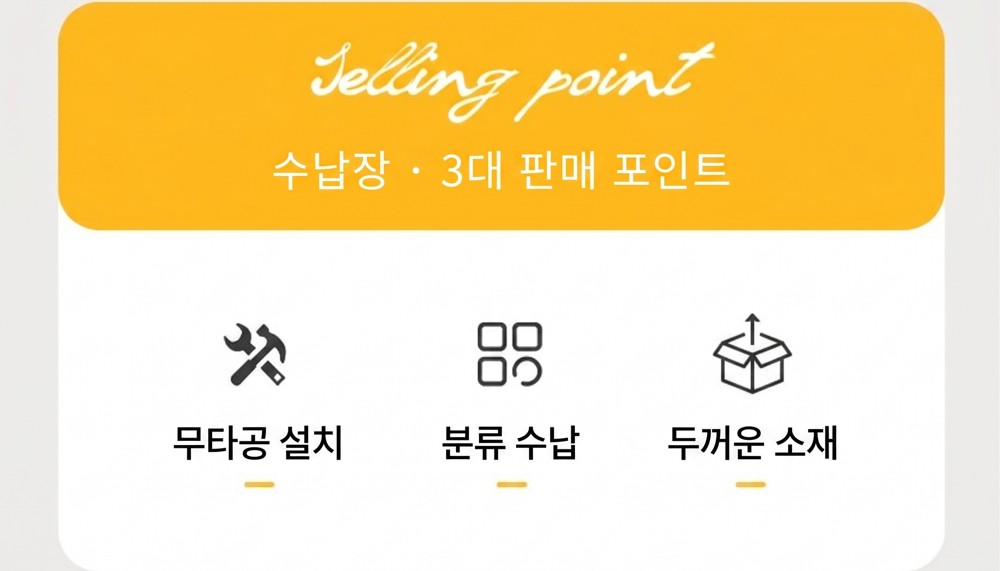 Selling point
수납장 · 3대 판매 포인트
무타공 설치
분류 수납
두꺼운 소재